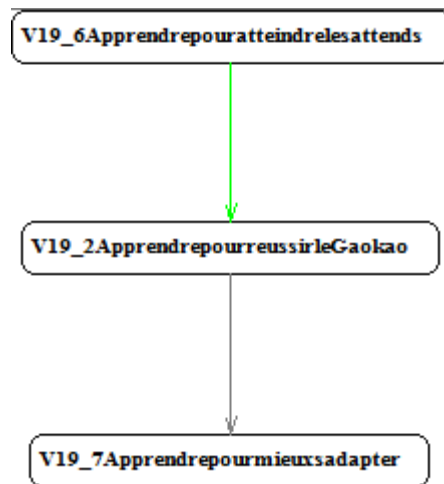 V19_6Apprendrepouratteindrelesattends
V19_2ApprendrepourreussirleGaokao
V19_7Apprendrepourmieuxsadapter